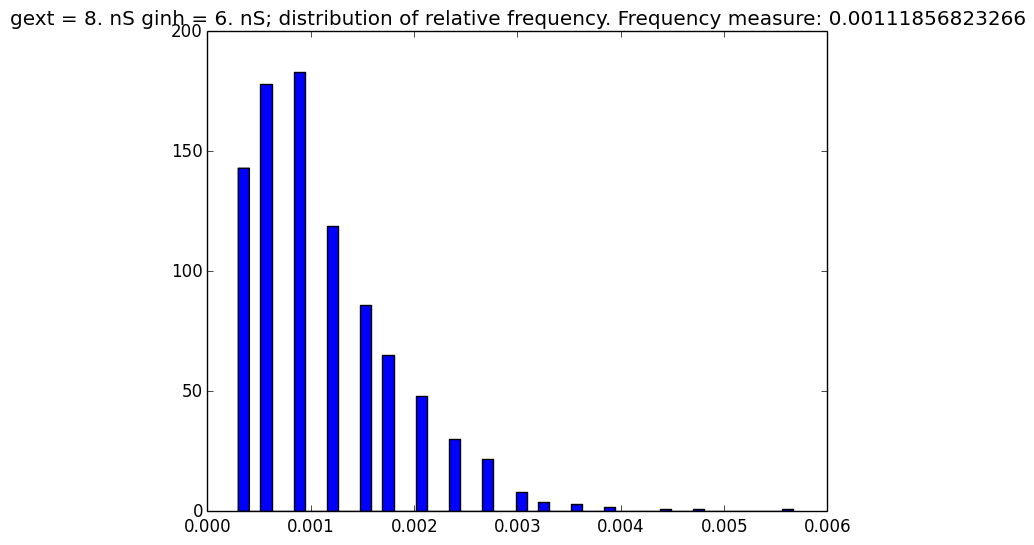 gext = 8. nS ginh = 6. nS; distribution of relative frequency. Frequency measure: 0.00111856823266
200
150
100
50
0
0.000 0.001 0.002 0.003 0.004 0.005 0.006